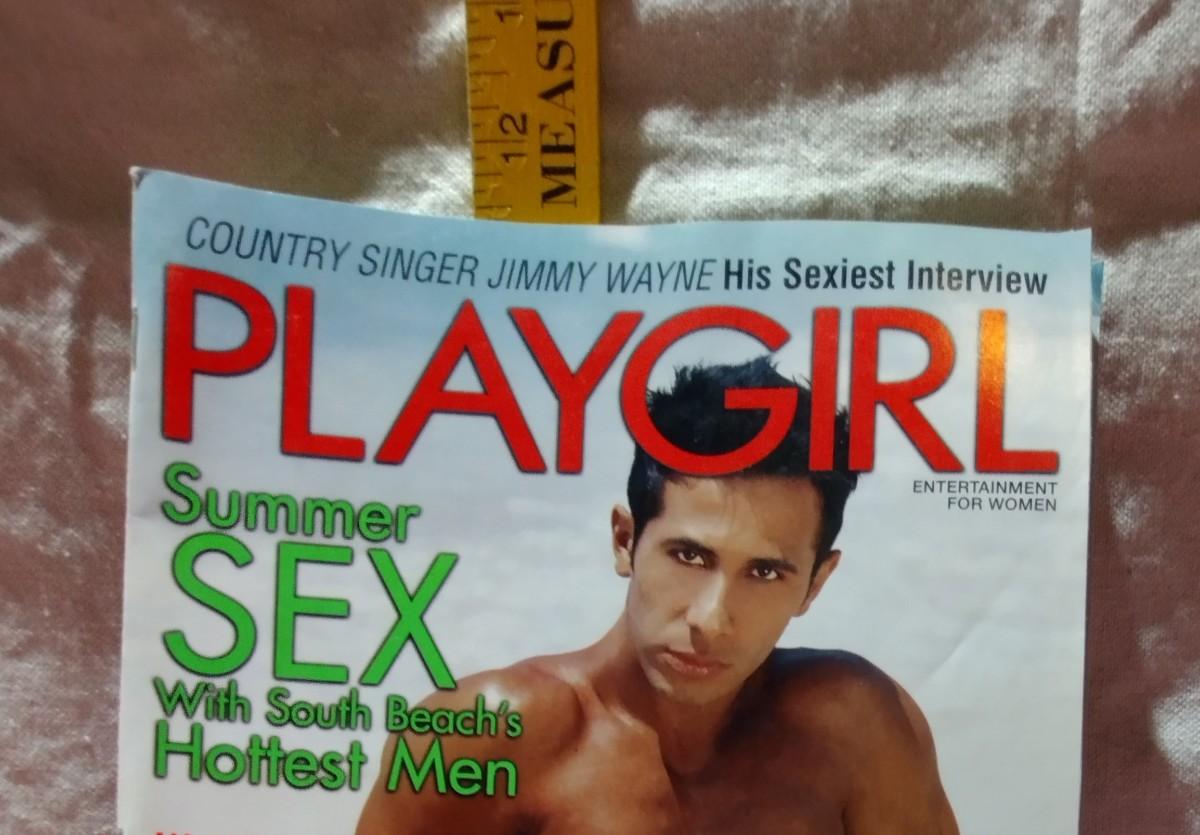 12
MEASU
COUNTRY SINGER JIMMY WAYNE His Sexiest Interview
PLAYGIRL
ENTERTAINMENT
FOR WOMEN
Summer
SEX
With South Beach's
Hottest Men